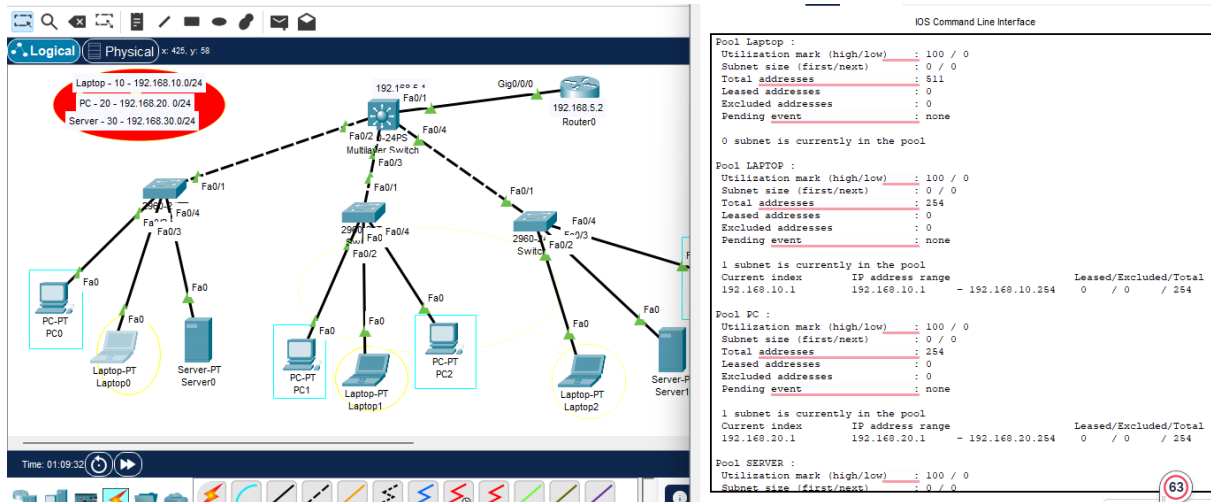 Logical
Physical
x: 425, y: 58
Laptop - 10 - 192.168.10.0/24
PC - 20 - 192.168.20. 0/24
Server - 30 - 192.168.30.0/24
Fa0/1
Gig0/0/0
192.168.5.2
Router0
Fa0/2
-24PS
Fa0/4
Multilayer Switch
Fa0/3
Fa0/1
Fa0/4
Fa0/3
Fa0/1
Fa0
Fa0/4
Fa0/2
Fa0/1
Fa0/4
Fa0/3
Fa0/2
Switch
Fa0
PC-PT
PC0
Fa0
Laptop-PT
Laptop0
Fa0
Server-PT
Server0
Fa0
PC-PT
PC1
Fa0
Laptop-PT
Laptop1
Fa0
PC-PT
PC2
Fa0
Laptop-PT
Laptop2
Fa0
Server1
Time: 01:09:32
IOS Command Line Interface
Pool Laptop :
Utilization mark (high/low) : 100 / 0
Subnet size (first/next) : 0 / 0
Total addresses : 511
Leased addresses : 0
Excluded addresses : 0
Pending event : none
0 subnet is currently in the pool
Pool LAPTOP :
Utilization mark (high/low) : 100 / 0
Subnet size (first/next) : 0 / 0
Total addresses : 254
Leased addresses : 0
Excluded addresses : 0
Pending event : none
1 subnet is currently in the pool
Current index IP address range Leased/Excluded/Total
192.168.10.1 192.168.10.1 - 192.168.10.254 0 / 0 / 254
Pool PC :
Utilization mark (high/low) : 100 / 0
Subnet size (first/next) : 0 / 0
Total addresses : 254
Leased addresses : 0
Excluded addresses : 0
Pending event : none
1 subnet is currently in the pool
Current index IP address range Leased/Excluded/Total
192.168.20.1 192.168.20.1 - 192.168.20.254 0 / 0 / 254
Pool SERVER :
Utilization mark (high/low) : 100 / 0
Subnet size (first/next) : 0 / 0
63